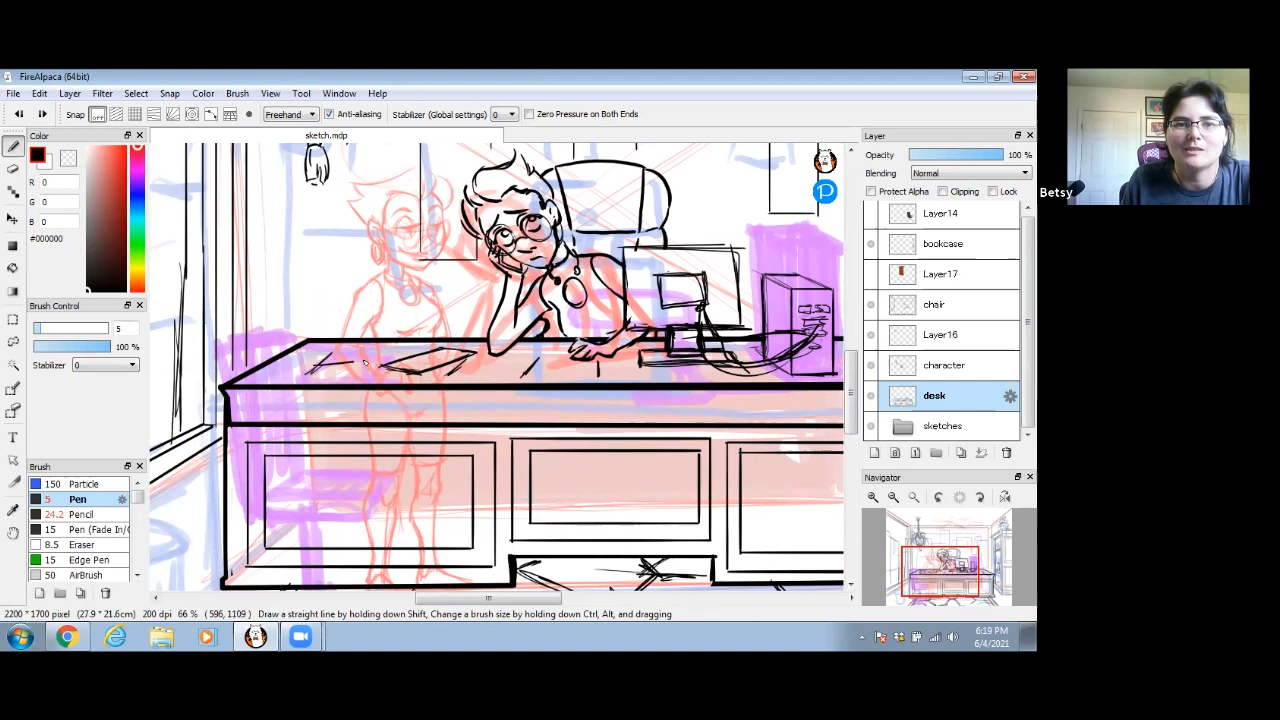 FireAlpaca (64bit)
File Edit Layer Filter Select Snap Color Brush View Tool Window Help
Snap OFF Freehand Anti-aliasing Stabilizer (Global settings) 0 Zero Pressure on Both Ends
Color
sketch.mdp
Layer
Opacity 100 %
Blending Normal
Protect Alpha Clipping Lock
R 0
G 0
B 0
#000000
Layer14
bookcase
Layer17
chair
Layer16
character
desk
sketches
Betsy
Brush Control
5
100 %
Stabilizer 0
Brush
150 Particle
5 Pen
24.2 Pencil
15 Pen (Fade In/O
8.5 Eraser
15 Edge Pen
50 AirBrush
Navigator
2200 * 1700 pixel (27.9 * 21.6cm) 200 dpi 66 % ( 596, 1109 ) Draw a straight line by holding down Shift, Change a brush size by holding down Ctrl, Alt, and dragging
6:19 PM
6/4/2021